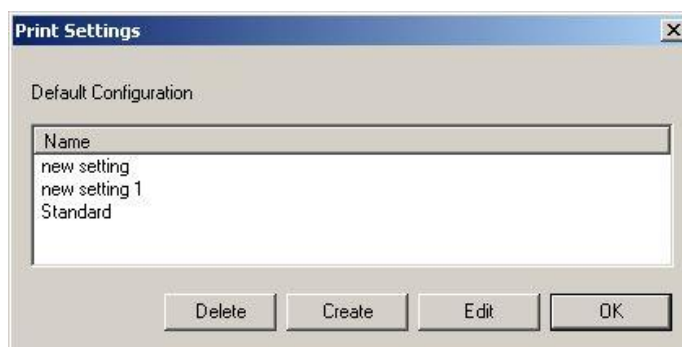 Print Settings
Default Configuration
Name
new setting
new setting 1
Standard
Delete Create Edit OK